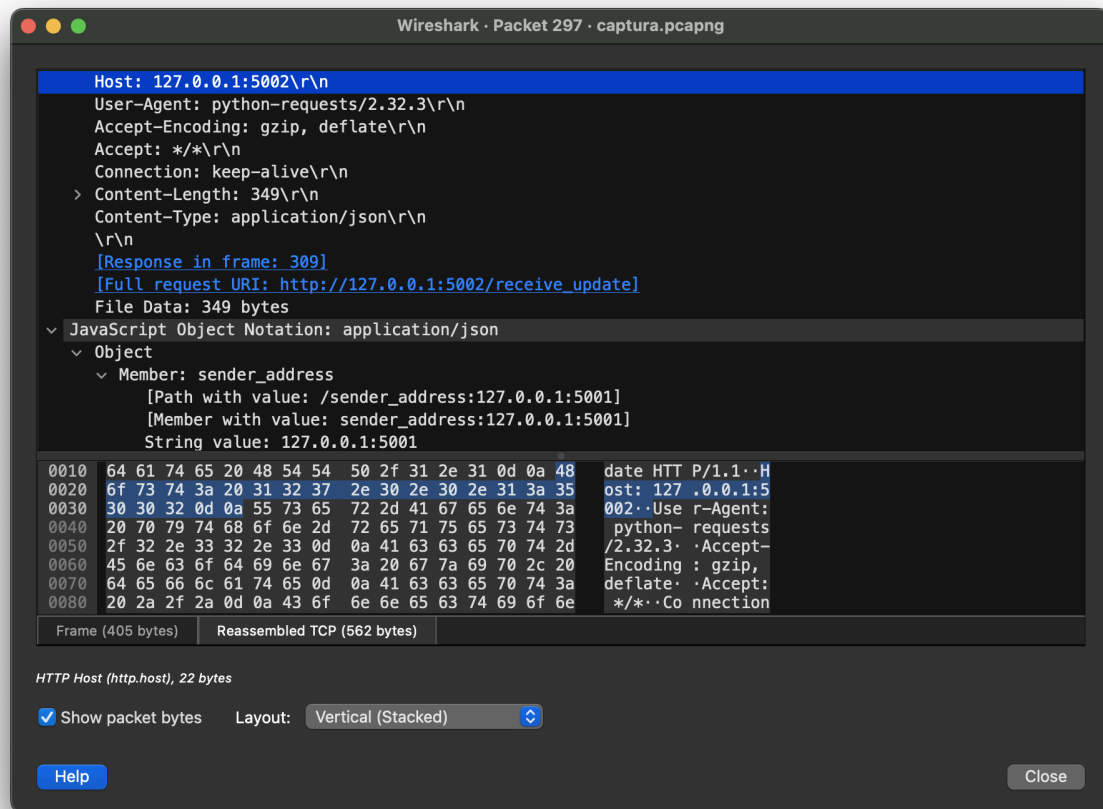 Wireshark · Packet 297 · captura.pcapng
Host: 127.0.0.1:5002\r\n
User-Agent: python-requests/2.32.3\r\n
Accept-Encoding: gzip, deflate\r\n
Accept: */*\r\n
Connection: keep-alive\r\n
Content-Length: 349\r\n
Content-Type: application/json\r\n
\r\n
[Response in frame: 309]
[Full request URI: http://127.0.0.1:5002/receive_update]
File Data: 349 bytes
JavaScript Object Notation: application/json
Object
Member: sender_address
[Path with value: /sender_address:127.0.0.1:5001]
[Member with value: sender_address:127.0.0.1:5001]
String value: 127.0.0.1:5001
0010 64 61 74 65 20 48 54 54 50 2f 31 2e 31 0d 0a 48 date HTT P/1.1··H
0020 6f 73 74 3a 20 31 32 37 2e 30 2e 30 2e 31 3a 35 ost: 127 .0.0.1:5
0030 30 30 32 0d 0a 55 73 65 72 2d 41 67 65 6e 74 3a 002··Use r-Agent:
0040 20 70 79 74 68 6f 6e 2d 72 65 71 75 65 73 74 73 python- requests
0050 2f 32 2e 33 32 2e 33 0d 0a 41 63 63 65 70 74 2d /2.32.3· ·Accept-
0060 45 6e 63 6f 64 69 6e 67 3a 20 67 7a 69 70 2c 20 Encoding : gzip,
0070 64 65 66 6c 61 74 65 0d 0a 41 63 63 65 70 74 3a deflate· ·Accept:
0080 20 2a 2f 2a 0d 0a 43 6f 6e 6e 65 63 74 69 6f 6e */*··Co nnection
Frame (405 bytes) Reassembled TCP (562 bytes)
HTTP Host (http.host), 22 bytes
Show packet bytes Layout: Vertical (Stacked)
Help Close